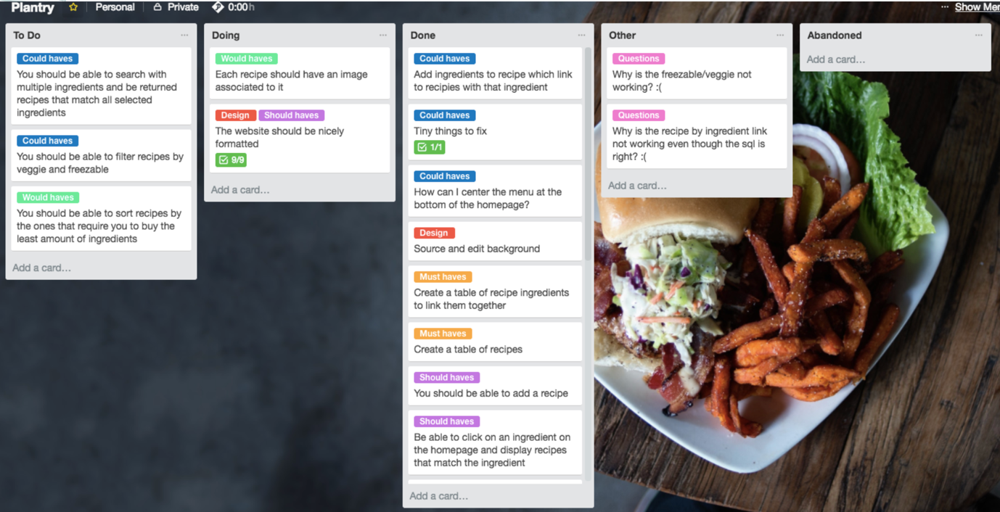 Plantry
Personal
Private
0:00h
... Show Mer
To Do
Could haves
You should be able to search with
multiple ingredients and be returned
recipes that match all selected
ingredients
Could haves
You should be able to filter recipes by
veggie and freezable
Would haves
You should be able to sort recipes by
the ones that require you to buy the
least amount of ingredients
Add a card...
Doing
Would haves
Each recipe should have an image
associated to it
Design Should haves
The website should be nicely
formatted
9/9
Add a card...
Done
Could haves
Add ingredients to recipe which link
to recipies with that ingredient
Could haves
Tiny things to fix
1/1
Could haves
How can I center the menu at the
bottom of the homepage?
Design
Source and edit background
Must haves
Create a table of recipe ingredients
to link them together
Must haves
Create a table of recipes
Should haves
You should be able to add a recipe
Should haves
Be able to click on an ingredient on
the homepage and display recipes
that match the ingredient
Add a card...
Other
Questions
Why is the freezable/veggie not
working? :(
Questions
Why is the recipe by ingredient link
not working even though the sql is
right? :(
Add a card...
Abandoned
Add a card...